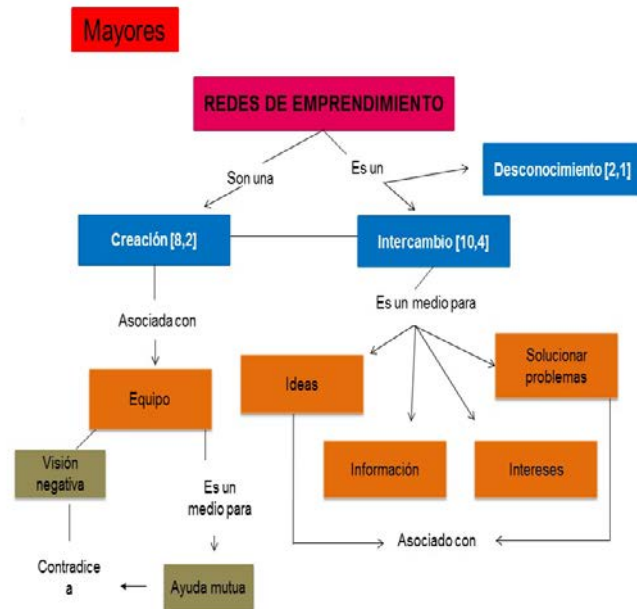 Mayores
REDES DE EMPRENDIMIENTO
Son una
Es un
Desconocimiento [2,1]
Creación [8,2]
Intercambio [10,4]
Asociada con
Es un medio para
Equipo
Ideas
Solucionar
problemas
Visión
negativa
Información
Intereses
Es un
medio para
Asociado con
Contradice
a
Ayuda mutua